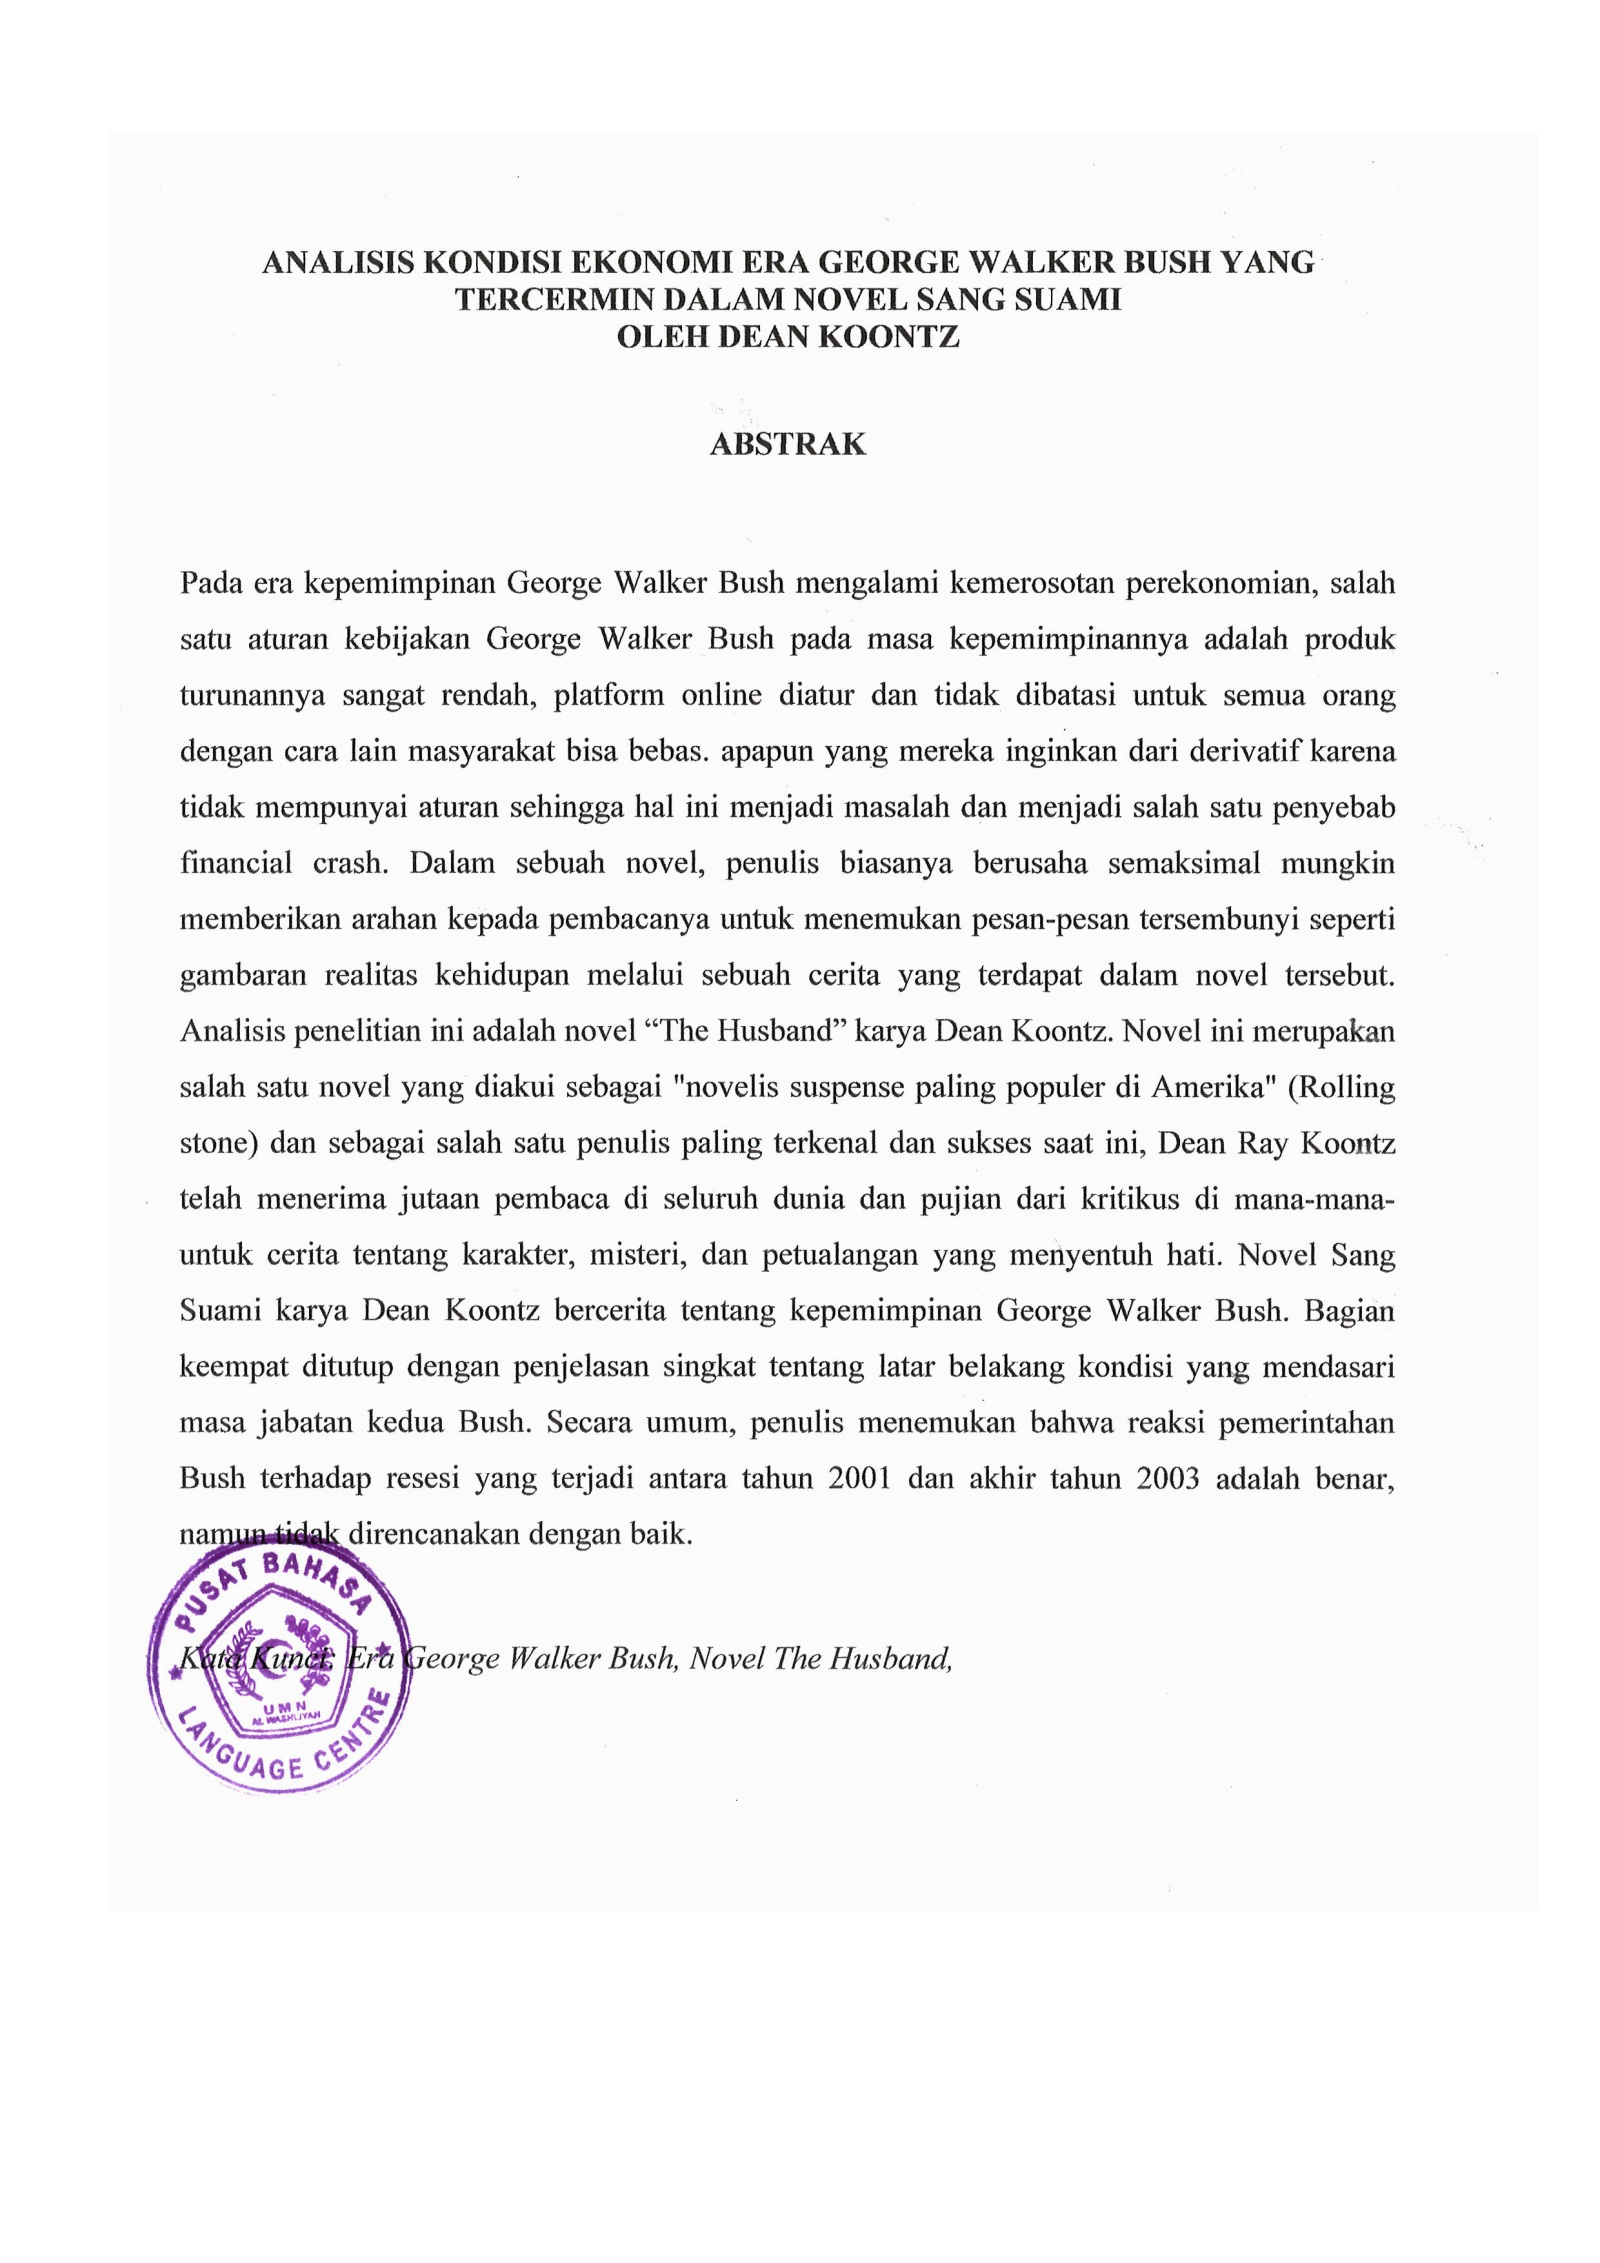 ANALISIS KONDISI EKONOMI ERA GEORGE WALKER BUSH YANG
TERCERMIN DALAM NOVEL SANG SUAMI
OLEH DEAN KOONTZ
ABSTRAK
Pada era kepemimpinan George Walker Bush mengalami kemerosotan perekonomian, salah
satu aturan kebijakan George Walker Bush pada masa kepemimpinannya adalah produk
turunannya sangat rendah, platform online diatur dan tidak dibatasi untuk semua orang
dengan cara lain masyarakat bisa bebas. apapun yang mereka inginkan dari derivatif karena
tidak mempunyai aturan sehingga hal ini menjadi masalah dan menjadi salah satu penyebab
financial crash. Dalam sebuah novel, penulis biasanya berusaha semaksimal mungkin
memberikan arahan kepada pembacanya untuk menemukan pesan-pesan tersembunyi seperti
gambaran realitas kehidupan melalui sebuah cerita yang terdapat dalam novel tersebut.
Analisis penelitian ini adalah novel “The Husband” karya Dean Koontz. Novel ini merupakan
salah satu novel yang diakui sebagai "novelis suspense paling populer di Amerika" (Rolling
stone) dan sebagai salah satu penulis paling terkenal dan sukses saat ini, Dean Ray Koontz
telah menerima jutaan pembaca di seluruh dunia dan pujian dari kritikus di mana-mana-
untuk cerita tentang karakter, misteri, dan petualangan yang menyentuh hati. Novel Sang
Suami karya Dean Koontz bercerita tentang kepemimpinan George Walker Bush. Bagian
keempat ditutup dengan penjelasan singkat tentang latar belakang kondisi yang mendasari
masa jabatan kedua Bush. Secara umum, penulis menemukan bahwa reaksi pemerintahan
Bush terhadap resesi yang terjadi antara tahun 2001 dan akhir tahun 2003 adalah benar,
namun tidak direncanakan dengan baik.
Kata Kunci: Era George Walker Bush, Novel The Husband,
PUSAT BAHASA
UMN
AL WASHLIYAH
LANGUAGE CENTRE